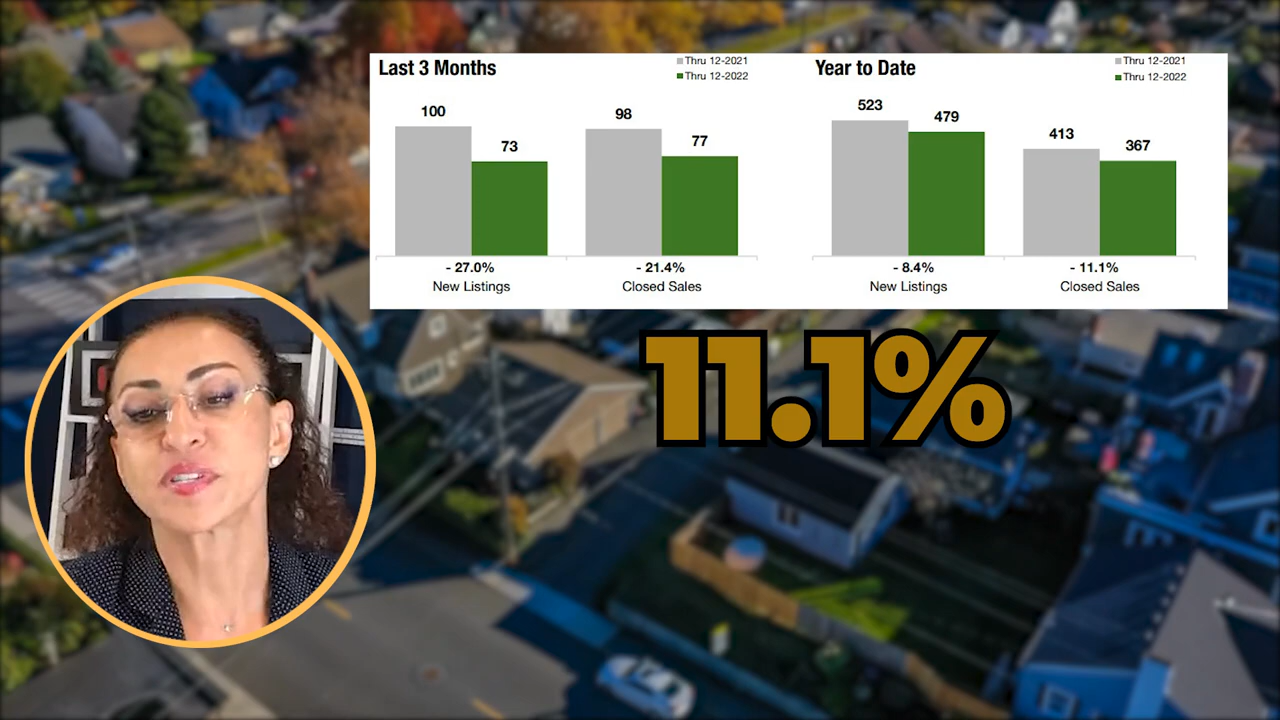 Last 3 Months
Thru 12-2021
Thru 12-2022
100
73
98
77
- 27.0%
- 21.4%
New Listings
Closed Sales
Year to Date
Thru 12-2021
Thru 12-2022
523
479
413
367
- 8.4%
- 11.1%
New Listings
Closed Sales
11.1%